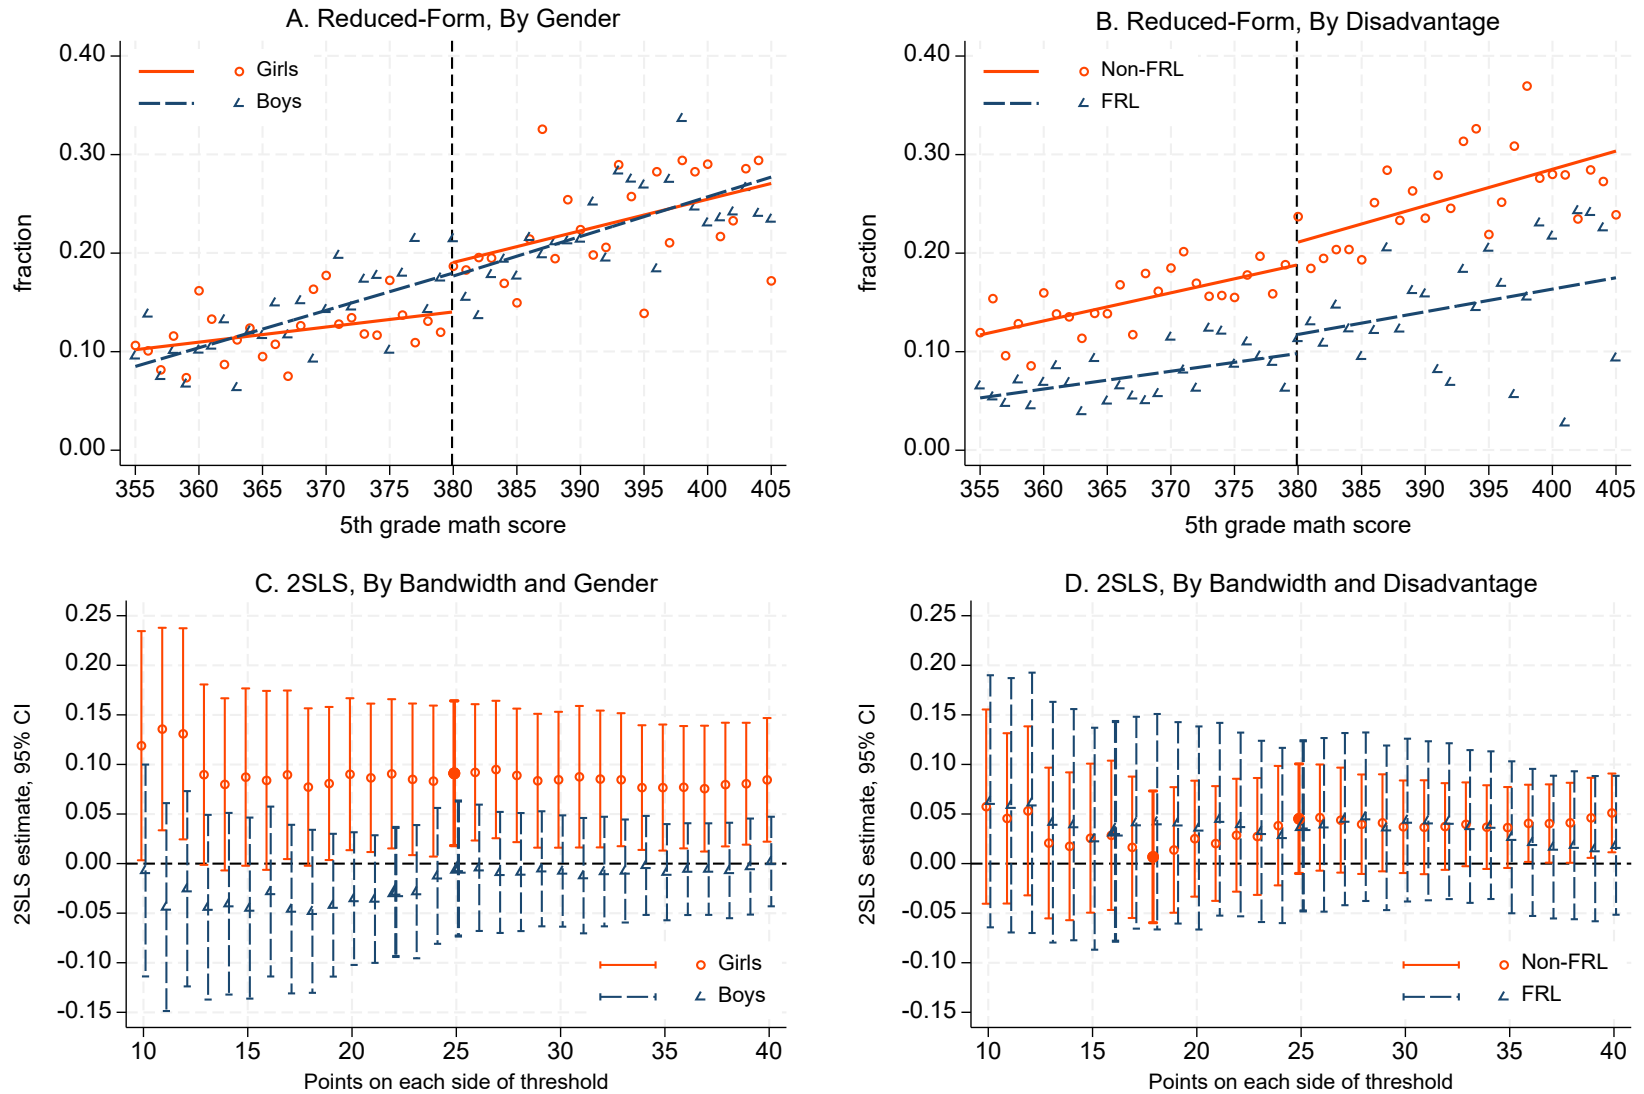 A. Reduced-Form, By Gender
0.40
0.30
0.20
0.10
0.00
fraction
Girls
Boys
355 360 365 370 375 380 385 390 395 400 405
5th grade math score
B. Reduced-Form, By Disadvantage
0.40
0.30
0.20
0.10
0.00
fraction
Non-FRL
FRL
355 360 365 370 375 380 385 390 395 400 405
5th grade math score
C. 2SLS, By Bandwidth and Gender
0.25
0.20
0.15
0.10
0.05
0.00
-0.05
-0.10
-0.15
2SLS estimate, 95% CI
Girls
Boys
10 15 20 25 30 35 40
Points on each side of threshold
D. 2SLS, By Bandwidth and Disadvantage
0.25
0.20
0.15
0.10
0.05
0.00
-0.05
-0.10
-0.15
2SLS estimate, 95% CI
Non-FRL
FRL
10 15 20 25 30 35 40
Points on each side of threshold